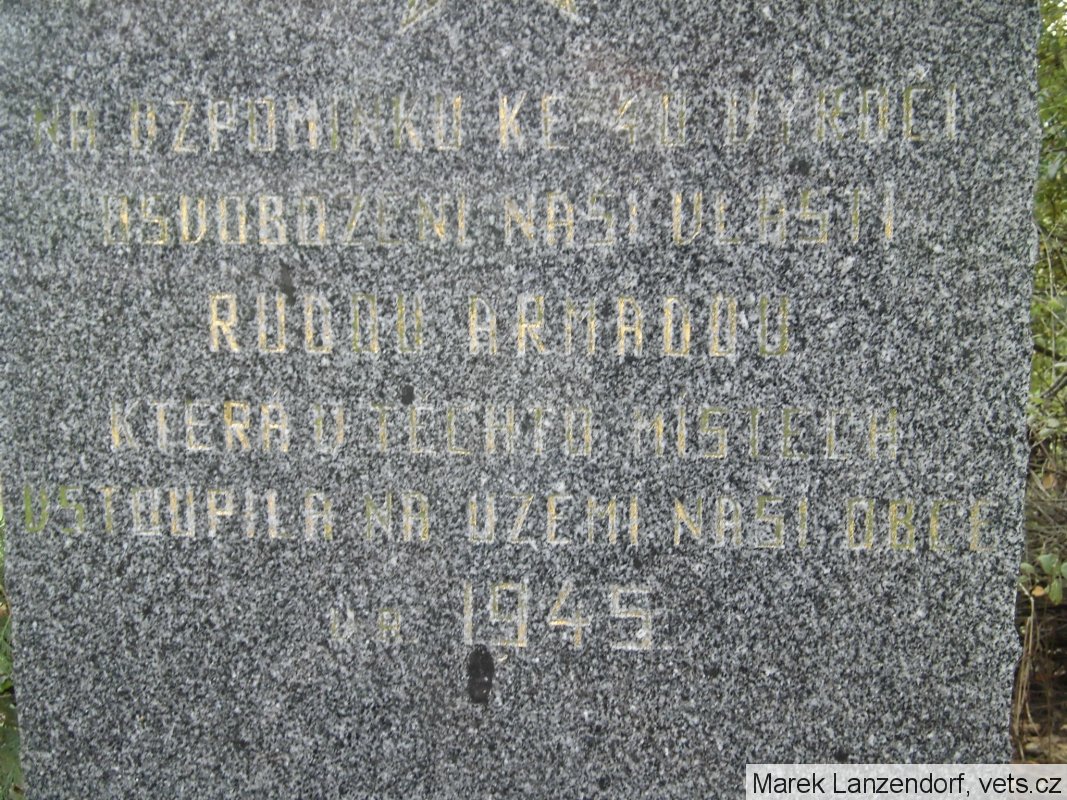 NA VZPOMÍNKU KE 40 VÝROČÍ
OSVOBOZENÍ NAŠÍ VLASTI
RUDOU ARMÁDOU
KTERÁ V TĚCHTO MÍSTECH
VSTOUPILA NA ÚZEMÍ NAŠÍ OBCE
V R. 1945
Marek Lanzendorf, vets.cz